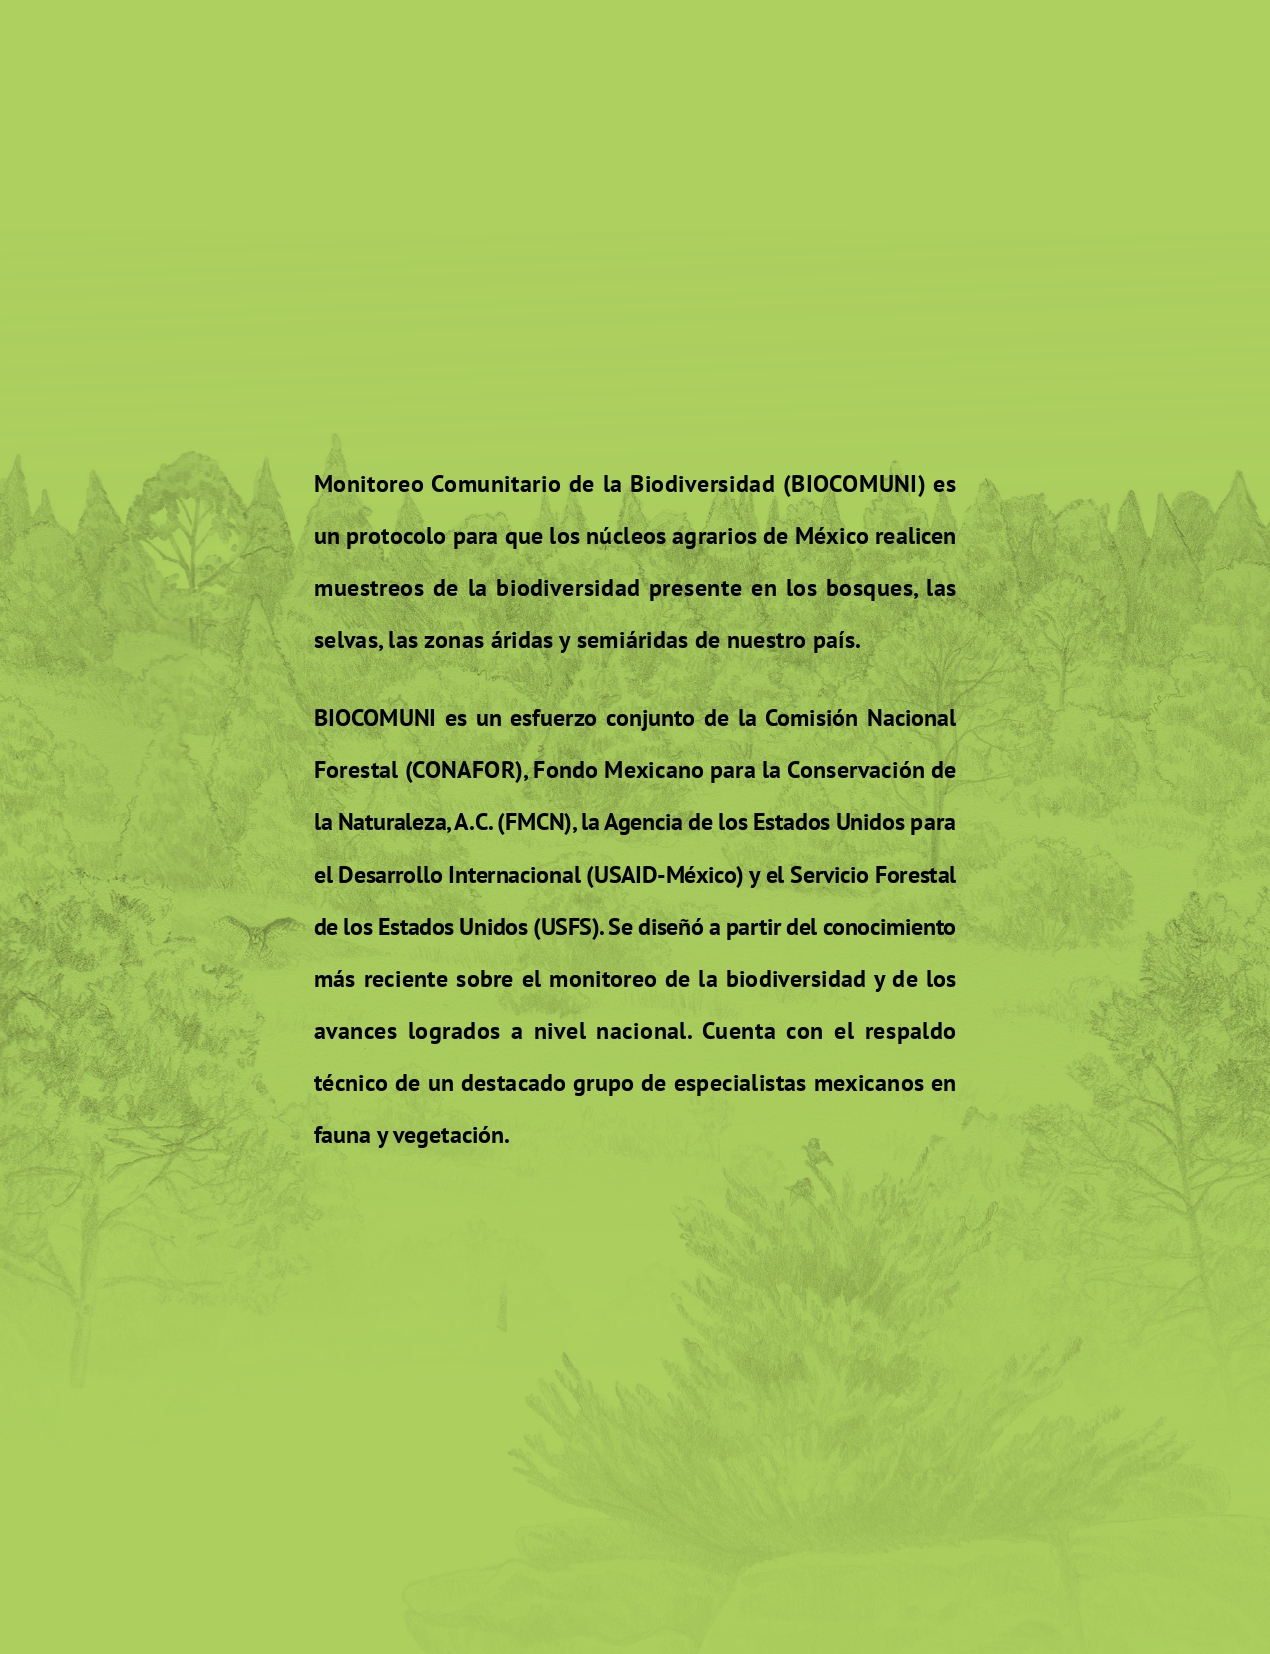 Monitoreo Comunitario de la Biodiversidad (BIOCOMUNI) es
un protocolo para que los núcleos agrarios de México realicen
muestreos de la biodiversidad presente en los bosques, las
selvas, las zonas áridas y semiáridas de nuestro país.
BIOCOMUNI es un esfuerzo conjunto de la Comisión Nacional
Forestal (CONAFOR), Fondo Mexicano para la Conservación de
la Naturaleza, A.C. (FMCN), la Agencia de los Estados Unidos para
el Desarrollo Internacional (USAID-México) y el Servicio Forestal
de los Estados Unidos (USFS). Se diseñó a partir del conocimiento
más reciente sobre el monitoreo de la biodiversidad y de los
avances logrados a nivel nacional. Cuenta con el respaldo
técnico de un destacado grupo de especialistas mexicanos en
fauna y vegetación.